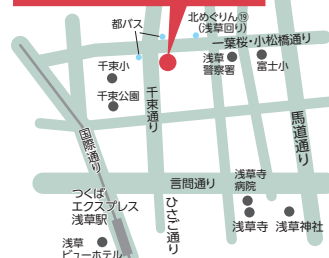 都バス
北めぐりん⑲
(浅草回り)
一葉桜・小松橋通り
千束小
浅草
警察署
富士小
千束公園
千束通り
国際通り
馬道通り
言問通り
浅草寺
病院
つくば
エクスプレス
浅草駅
ひさご通り
浅草寺
浅草神社
浅草
ビューホテル